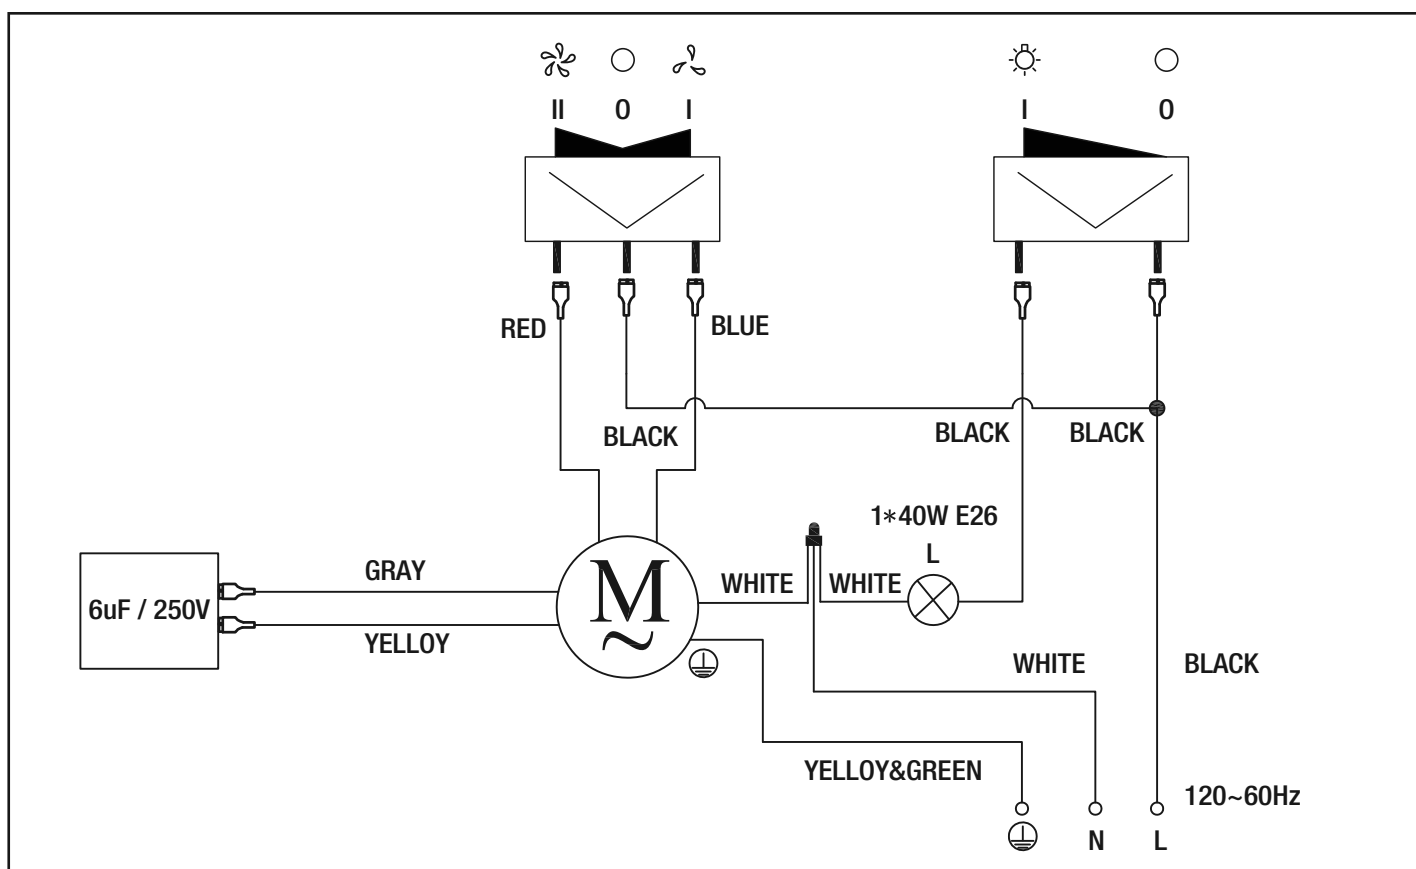 II 0 I
I 0
RED
BLUE
BLACK
BLACK
BLACK
1*40W E26
L
GRAY
WHITE
WHITE
6uF / 250V
M
~
YELLOY
WHITE
BLACK
YELLOY&GREEN
120~60Hz
N
L